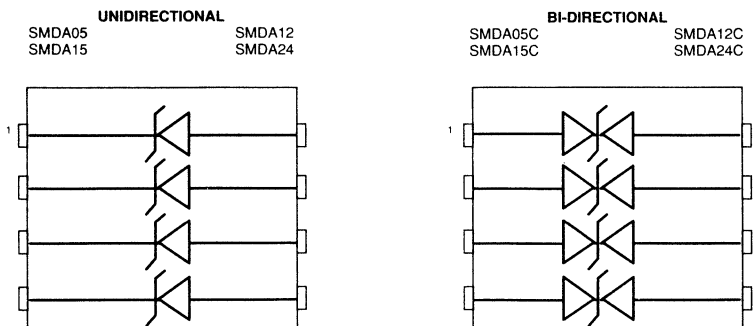 UNIDIRECTIONAL
SMDA05 SMDA12
SMDA15 SMDA24
1
BI-DIRECTIONAL
SMDA05C SMDA12C
SMDA15C SMDA24C
1